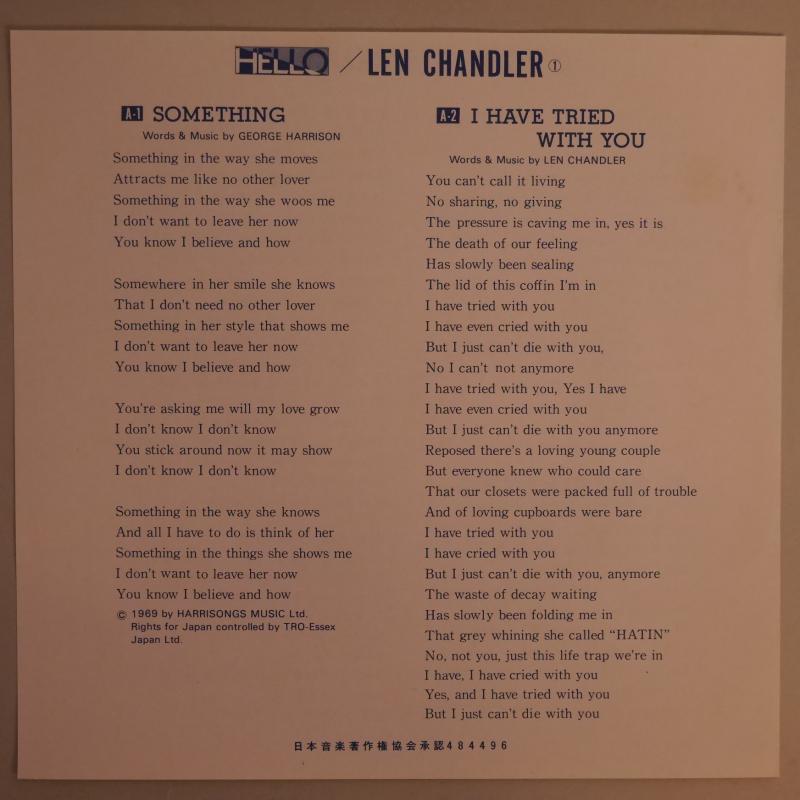 HELLO / LEN CHANDLER ①
A-1 SOMETHING
Words & Music by GEORGE HARRISON
Something in the way she moves
Attracts me like no other lover
Something in the way she woos me
I don't want to leave her now
You know I believe and how
Somewhere in her smile she knows
That I don't need no other lover
Something in her style that shows me
I don't want to leave her now
You know I believe and how
You're asking me will my love grow
I don't know I don't know
You stick around now it may show
I don't know I don't know
Something in the way she knows
And all I have to do is think of her
Something in the things she shows me
I don't want to leave her now
You know I believe and how
© 1969 by HARRISONGS MUSIC Ltd.
Rights for Japan controlled by TRO-Essex
Japan Ltd.
A-2 I HAVE TRIED
WITH YOU
Words & Music by LEN CHANDLER
You can't call it living
No sharing, no giving
The pressure is caving me in, yes it is
The death of our feeling
Has slowly been sealing
The lid of this coffin I'm in
I have tried with you
I have even cried with you
But I just can't die with you,
No I can't not anymore
I have tried with you, Yes I have
I have even cried with you
But I just can't die with you anymore
Reposed there's a loving young couple
But everyone knew who could care
That our closets were packed full of trouble
And of loving cupboards were bare
I have tried with you
I have cried with you
But I just can't die with you, anymore
The waste of decay waiting
Has slowly been folding me in
That grey whining she called “HATIN”
No, not you, just this life trap we're in
I have, I have cried with you
Yes, and I have tried with you
But I just can't die with you
日本音楽著作権協会承認484496